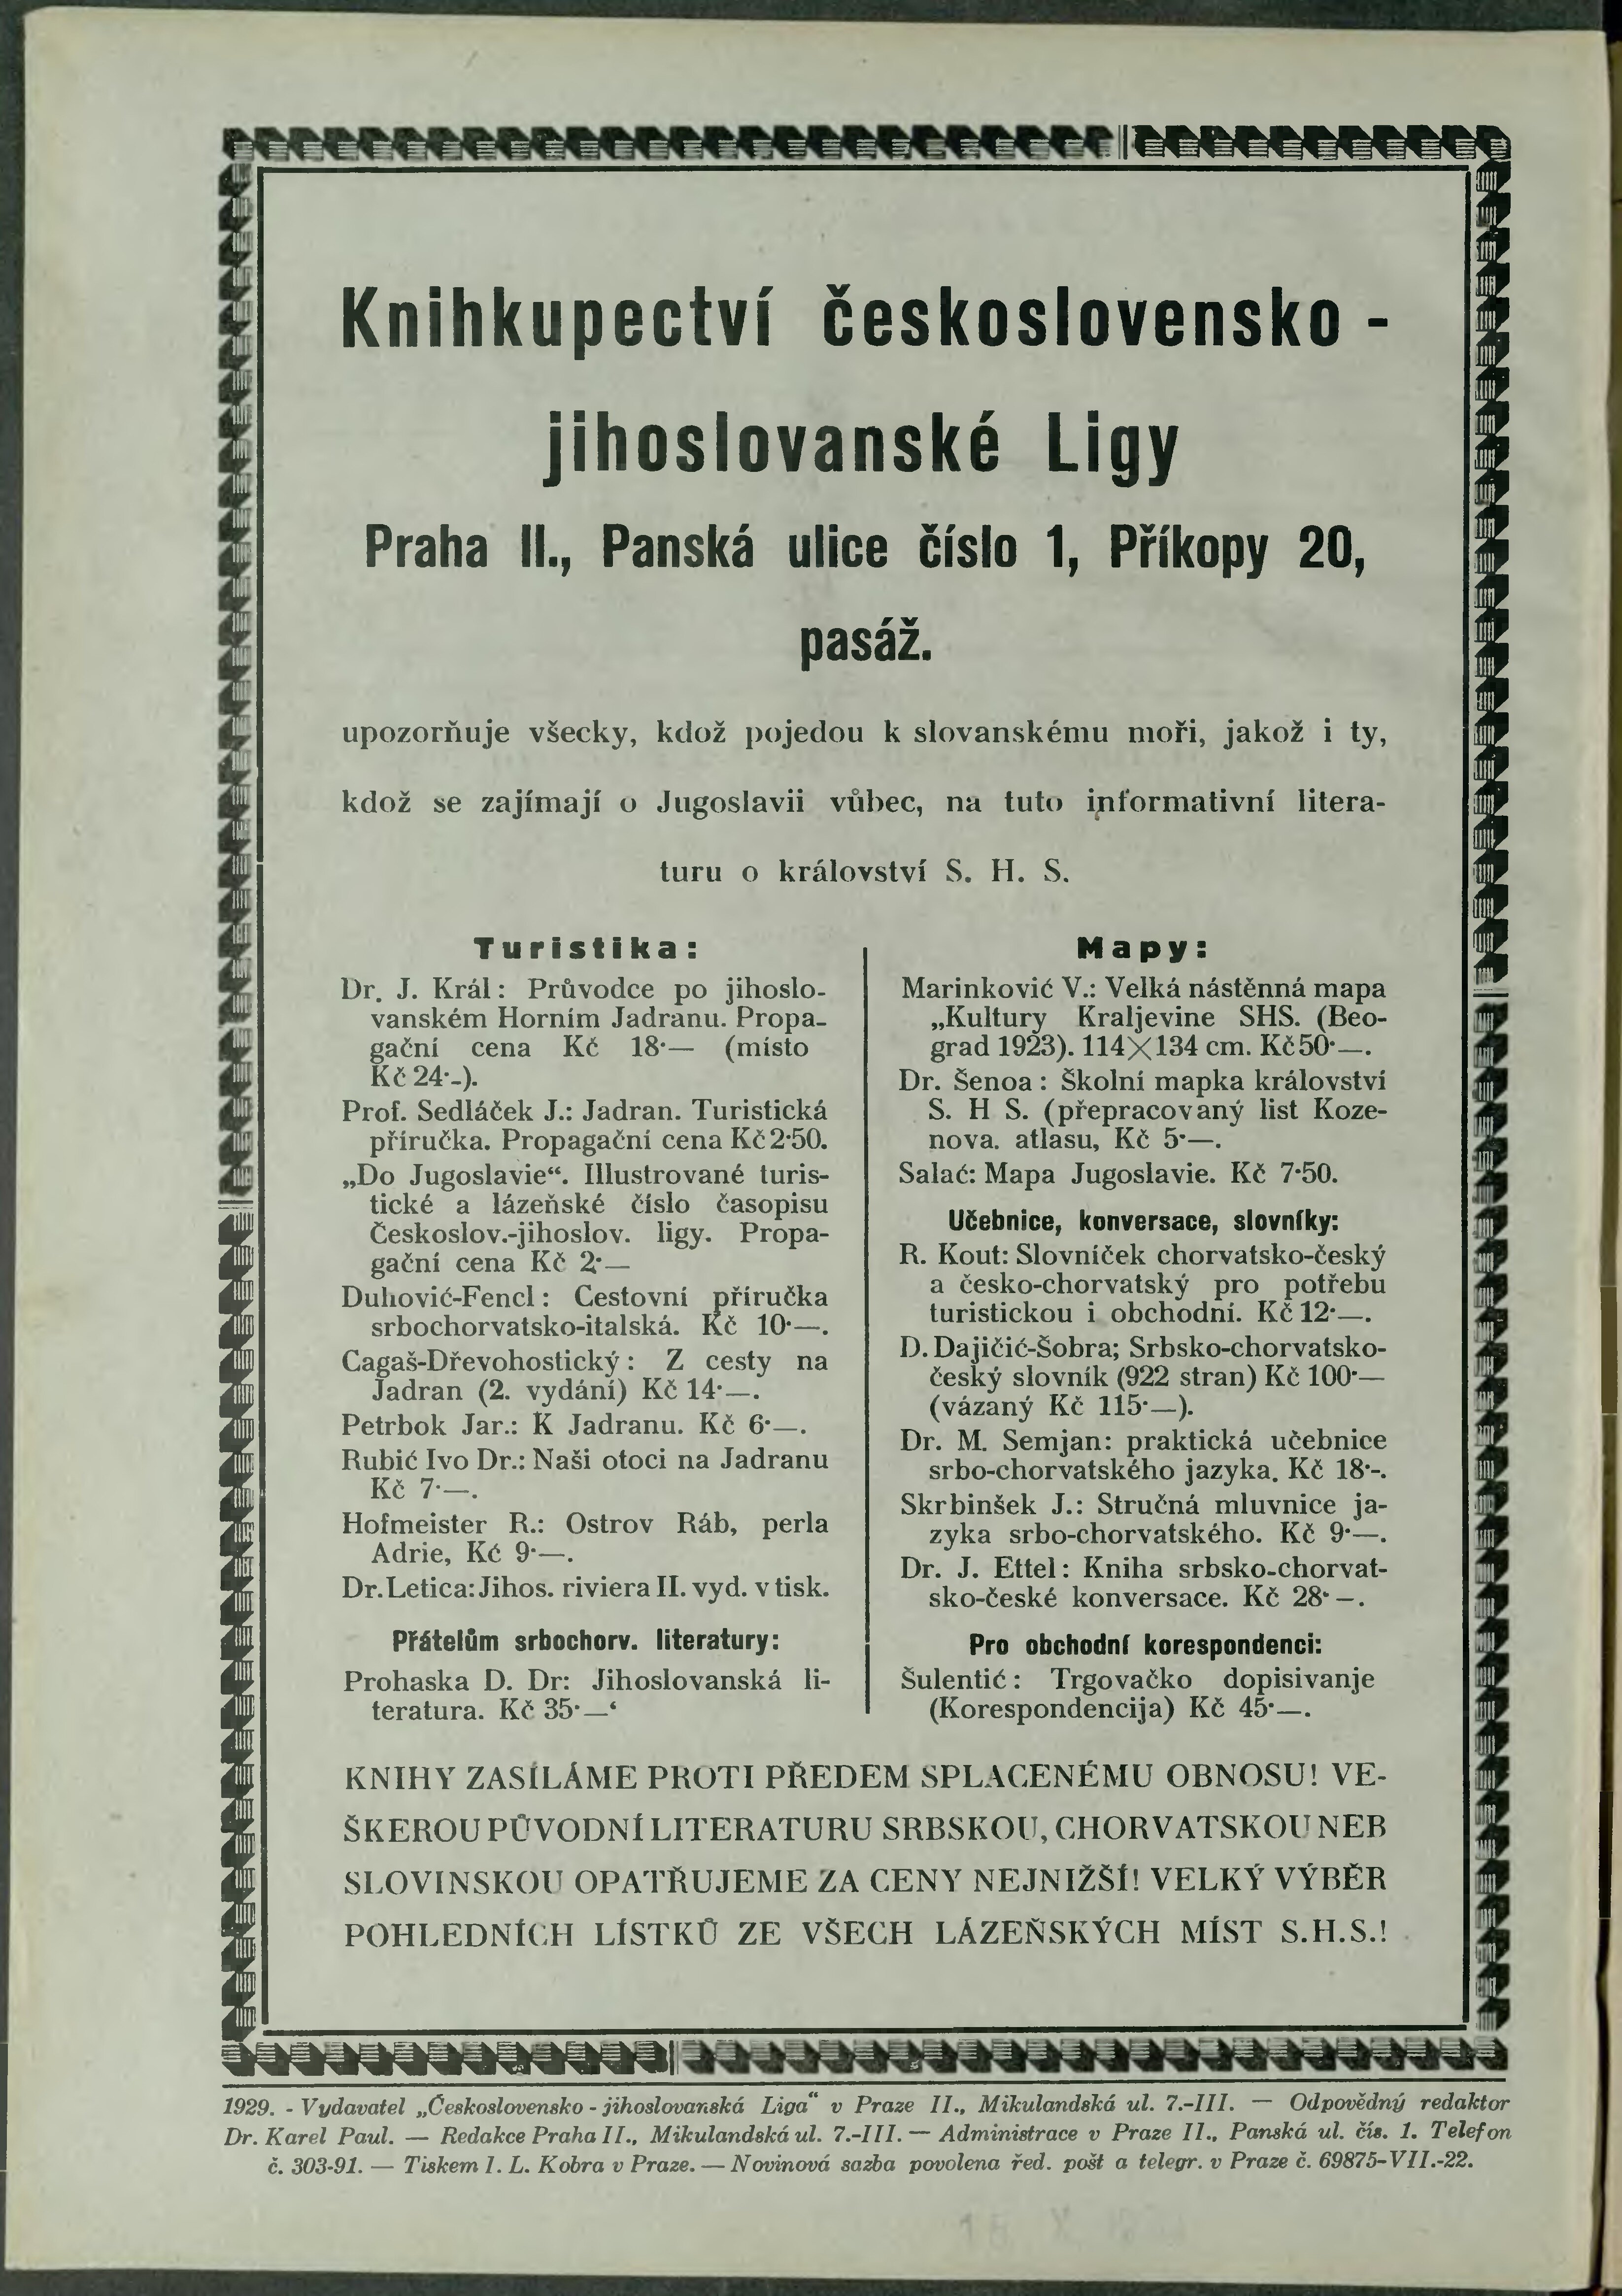 Knihkupectví československo -
jihoslovanské Ligy
Praha II., Panská ulice číslo 1, Příkopy 20,
pasáž.
upozorňuje všecky, kdož pojedou k slovanskému moři, jakož i ty,
kdož se zajímají o Jugoslavii vůbec, na tuto informativní litera-
turu o království S. H. S.
Turistika:
Dr. J. Král: Průvodce po jihoslo-
vanském Horním Jadranu. Propa-
gační cena Kč 18·— (místo
Kč 24·-).
Prof. Sedláček J.: Jadran. Turistická
příručka. Propagační cena Kč 2·50.
„Do Jugoslavie“. Illustrované turis-
tické a lázeňské číslo časopisu
Českoslov.-jihoslov. ligy. Propa-
gační cena Kč 2·—
Duhović-Fencl: Cestovní příručka
srbochorvatsko-italská. Kč 10·—.
Cagaš-Dřevohostický: Z cesty na
Jadran (2. vydání) Kč 14·—.
Petrbok Jar.: K Jadranu. Kč 6·—.
Rubić Ivo Dr.: Naši otoci na Jadranu
Kč 7·—.
Hofmeister R.: Ostrov Ráb, perla
Adrie, Kć 9·—.
Dr. Letica: Jihos. riviera II. vyd. v tisk.
Přátelům srbochorv. literatury:
Prohaska D. Dr: Jihoslovanská li-
teratura. Kč 35·—‘
Mapy:
Marinković V.: Velká nástěnná mapa
„Kultury Kraljevine SHS. (Beo-
grad 1923). 114×134 cm. Kč 50·—.
Dr. Šenoa: Školní mapka království
S. H S. (přepracovaný list Koze-
nova. atlasu, Kč 5·—.
Salać: Mapa Jugoslavie. Kč 7·50.
Učebnice, konversace, slovníky:
R. Kout: Slovníček chorvatsko-český
a česko-chorvatský pro potřebu
turistickou i obchodní. Kč 12·—.
D. Dajičić-Šobra; Srbsko-chorvatsko-
český slovník (922 stran) Kč 100·—
(vázaný Kč 115·—).
Dr. M. Semjan: praktická učebnice
srbo-chorvatského jazyka. Kč 18·-.
Skrbinšek J.: Stručná mluvnice ja-
zyka srbo-chorvatského. Kč 9·—.
Dr. J. Ettel: Kniha srbsko-chorvat-
sko-české konversace. Kč 28·—.
Pro obchodní korespondenci:
Šulentić: Trgovačko dopisivanje
(Korespondencija) Kč 45·—.
KNIHY ZASÍLÁME PROTI PŘEDEM SPLACENÉMU OBNOSU! VE-
ŠKEROU PŮVODNÍ LITERATURU SRBSKOU, CHORVATSKOU NEB
SLOVINSKOU OPATŘUJEME ZA CENY NEJNIŽŠÍ! VELKÝ VÝBĚR
POHLEDNÍCH LÍSTKŮ ZE VŠECH LÁZEŇSKÝCH MÍST S.H.S.!
1929. - Vydavatel „Československo - jihoslovanská Liga“ v Praze II., Mikulandská ul. 7.-III. — Odpovědný redaktor
Dr. Karel Paul. — Redakce Praha II., Mikulandská ul. 7.-III. — Administrace v Praze II., Panská ul. čís. 1. Telefon
č. 303-91. — Tiskem I. L. Kobra v Praze. — Novinová sazba povolena řed. pošt a telegr. v Praze č. 69875-VII.-22.